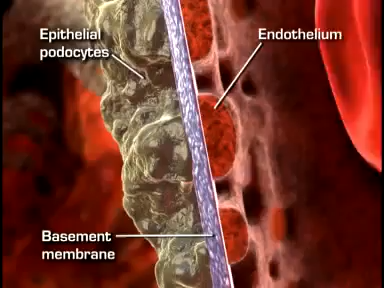 Epithelial
podocytes
Endothelium
Basement
membrane